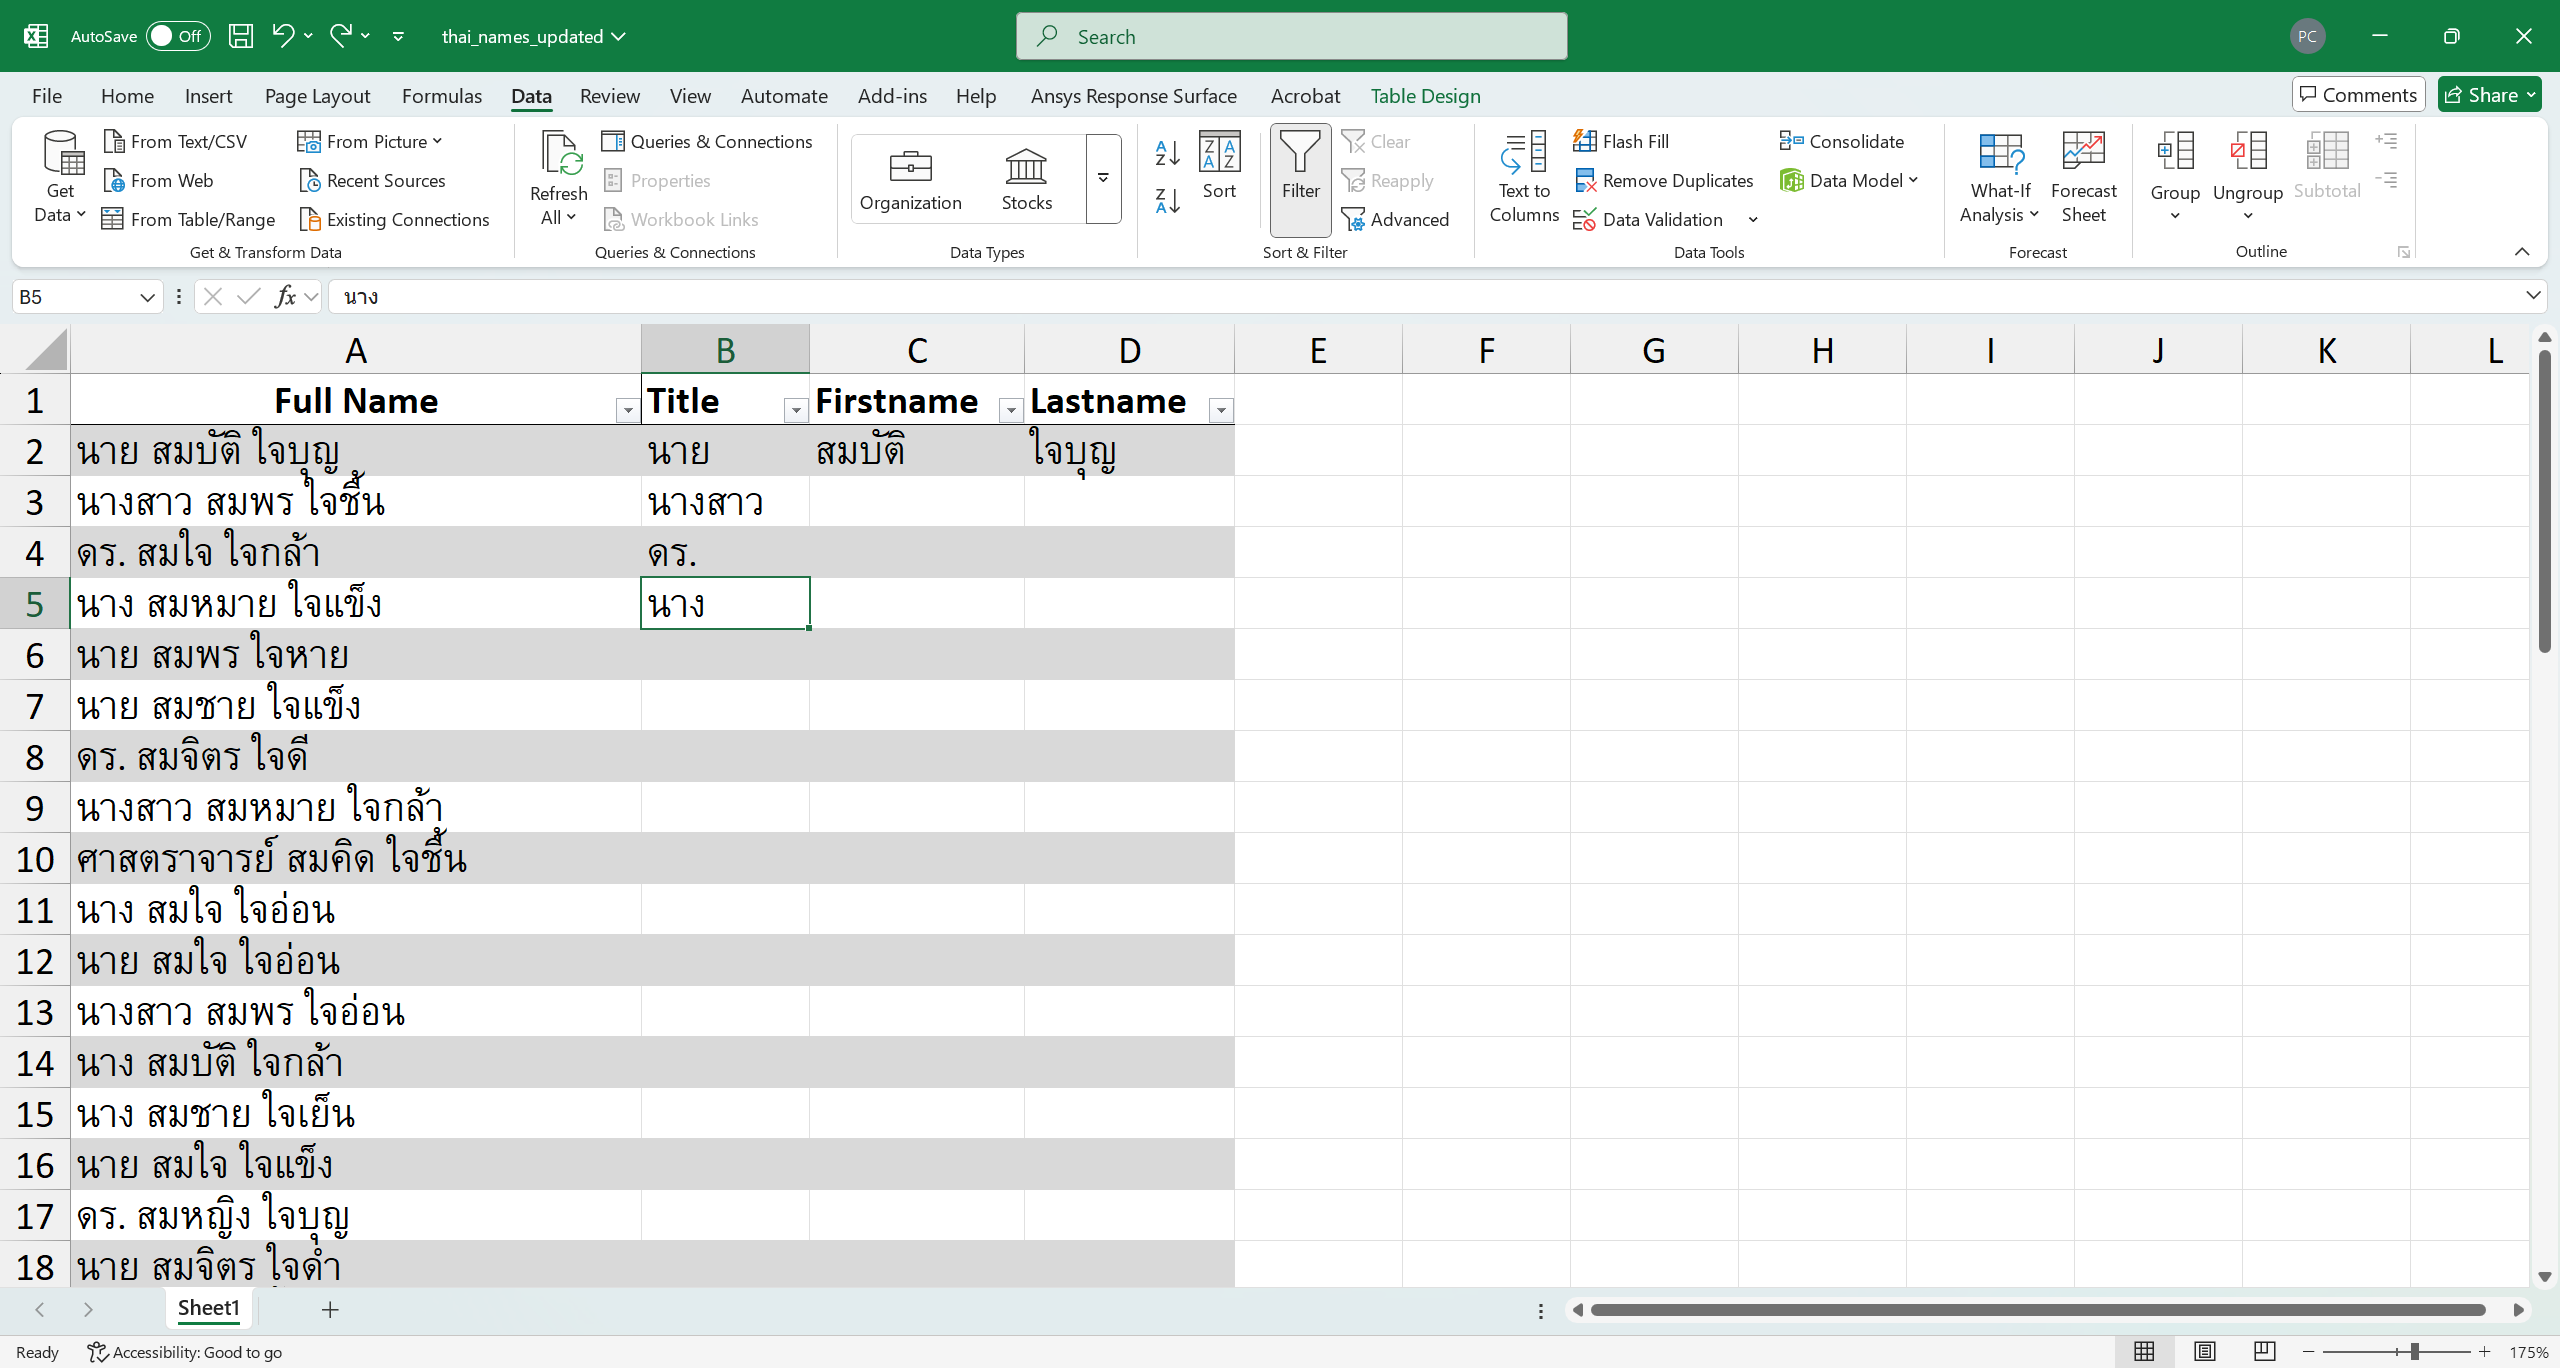 AutoSave Off thai_names_updated Search PC
File Home Insert Page Layout Formulas Data Review View Automate Add-ins Help Ansys Response Surface Acrobat Table Design Comments Share
Get Data
From Text/CSV
From Web
From Table/Range
From Picture
Recent Sources
Existing Connections
Get & Transform Data
Refresh All
Queries & Connections
Properties
Workbook Links
Queries & Connections
Organization
Stocks
Data Types
Sort
Filter
Clear
Reapply
Advanced
Sort & Filter
Text to Columns
Flash Fill
Remove Duplicates
Data Validation
Consolidate
Data Model
Data Tools
What-If Analysis
Forecast Sheet
Forecast
Group
Ungroup
Subtotal
Outline
B5 fx นาง
A B C D E F G H I J K L
1 Full Name Title Firstname Lastname
2 นาย สมบัติ ใจบุญ นาย สมบัติ ใจบุญ
3 นางสาว สมพร ใจชื้น นางสาว
4 ดร. สมใจ ใจกล้า ดร.
5 นาง สมหมาย ใจแข็ง นาง
6 นาย สมพร ใจหาย
7 นาย สมชาย ใจแข็ง
8 ดร. สมจิตร ใจดี
9 นางสาว สมหมาย ใจกล้า
10 ศาสตราจารย์ สมคิด ใจชื้น
11 นาง สมใจ ใจอ่อน
12 นาย สมใจ ใจอ่อน
13 นางสาว สมพร ใจอ่อน
14 นาง สมบัติ ใจกล้า
15 นาง สมชาย ใจเย็น
16 นาย สมใจ ใจแข็ง
17 ดร. สมหญิง ใจบุญ
18 นาย สมจิตร ใจดำ
Sheet1
Ready Accessibility: Good to go 175%